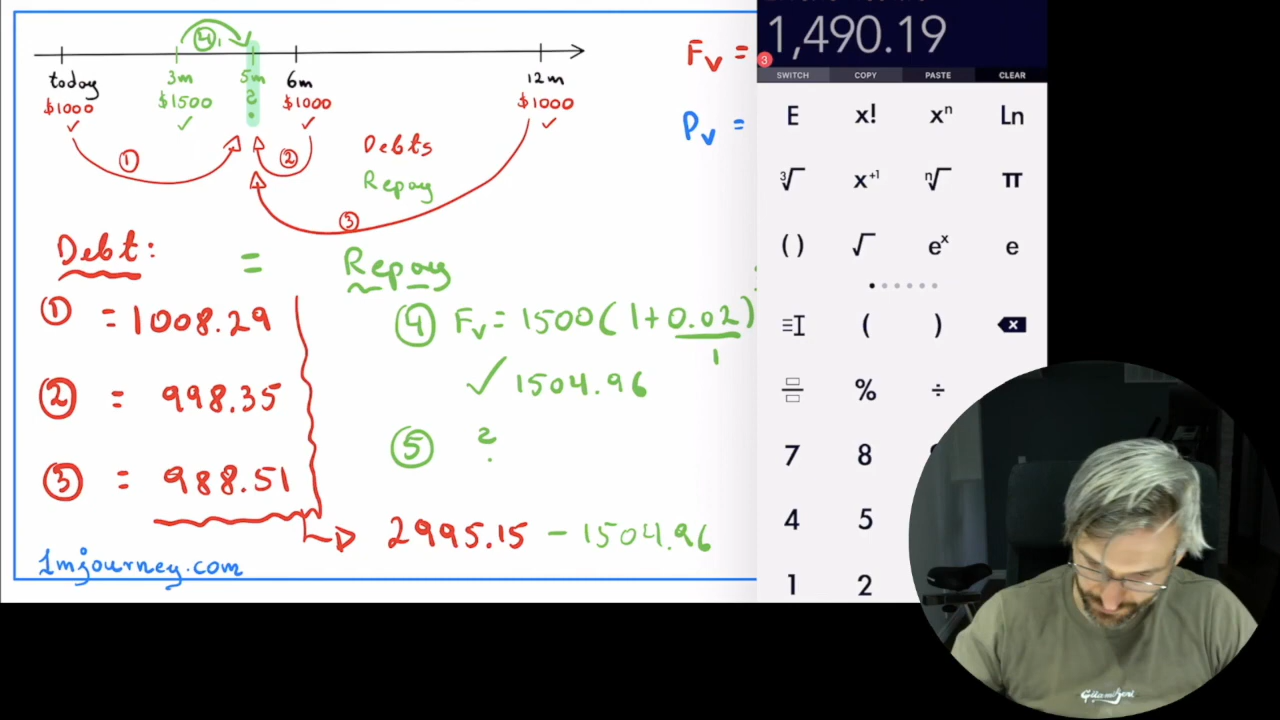 ④
today 3m 5m 6m 12m
$1000 $1500 ? $1000 $1000
✓ ✓ ✓ ✓
① ② ③
Debts
Repay
Fv =
Pv =
Debt: = Repay
① = 1008.29
② = 998.35
③ = 988.51
④ Fv = 1500 ( 1 + 0.02 )
1
✓ 1504.96
⑤ ?
2995.15 - 1504.96
1mjourney.com
1,490.19
3
SWITCH COPY PASTE CLEAR
E x! xⁿ Ln
³√ x⁺¹ ⁿ√ π
( ) √ eˣ e
( )
% ÷
7 8
4 5
1 2